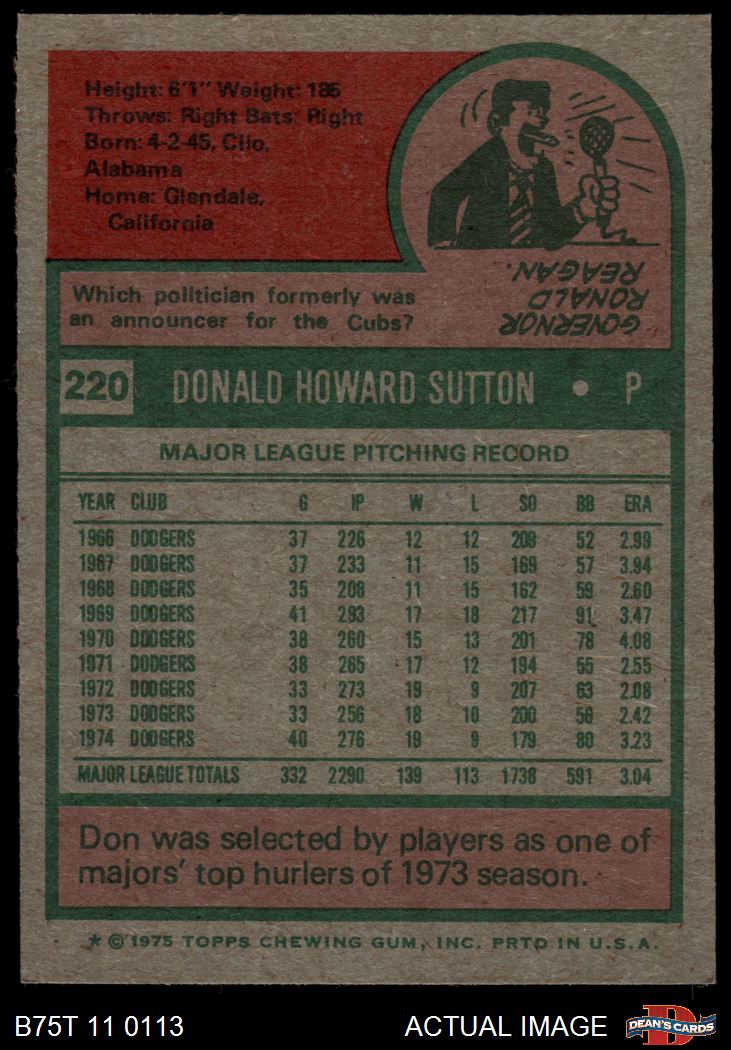 Height: 6'1" Weight: 185
Throws: Right Bats: Right
Born: 4-2-45, Clio,
Alabama
Home: Glendale,
California
Which politician formerly was
an announcer for the Cubs?
GOVERNOR
RONALD
REAGAN.
220 DONALD HOWARD SUTTON • P
MAJOR LEAGUE PITCHING RECORD
YEAR CLUB G IP W L SO BB ERA
1966 DODGERS 37 226 12 12 209 52 2.99
1967 DODGERS 37 233 11 15 169 57 3.94
1968 DODGERS 35 208 11 15 162 59 2.60
1969 DODGERS 41 293 17 18 217 91 3.47
1970 DODGERS 38 260 15 13 201 78 4.08
1971 DODGERS 38 265 17 12 194 55 2.55
1972 DODGERS 33 273 19 9 207 63 2.08
1973 DODGERS 33 256 18 10 200 56 2.42
1974 DODGERS 40 276 19 9 179 80 3.23
MAJOR LEAGUE TOTALS 332 2290 139 113 1738 591 3.04
Don was selected by players as one of
majors' top hurlers of 1973 season.
* © 1975 TOPPS CHEWING GUM, INC. PRTD IN U.S.A.
B75T 11 0113 ACTUAL IMAGE DEAN'S CARDS